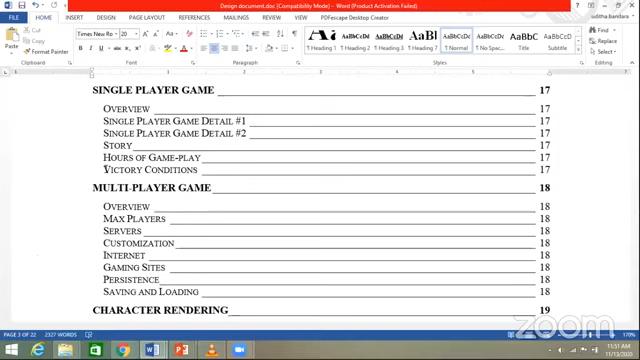 Design document.doc [Compatibility Mode] - Word (Product Activation Failed)
FILE HOME INSERT DESIGN PAGE LAYOUT REFERENCES MAILINGS REVIEW VIEW PDFescape Desktop Creator
suditha bandara
Cut
Copy
Format Painter
Paste
Times New Ro 20
Find
Replace
Select
¶ Heading 1 ¶ Heading 2 ¶ Heading 3 ¶ Heading 7 ¶ Normal ¶ No Spac... ¶ Heading 4
Clipboard Font Paragraph Styles Editing
SINGLE PLAYER GAME 17
OVERVIEW 17
SINGLE PLAYER GAME DETAIL #1 17
SINGLE PLAYER GAME DETAIL #2 17
STORY 17
HOURS OF GAME-PLAY 17
VICTORY CONDITIONS 17
MULTI-PLAYER GAME 18
OVERVIEW 18
MAX PLAYERS 18
SERVERS 18
CUSTOMIZATION 18
INTERNET 18
GAMING SITES 18
PERSISTENCE 18
SAVING AND LOADING 18
CHARACTER RENDERING 19
zoom
PAGE 3 OF 22 2327 WORDS 170%
11:51 AM
11/13/2020